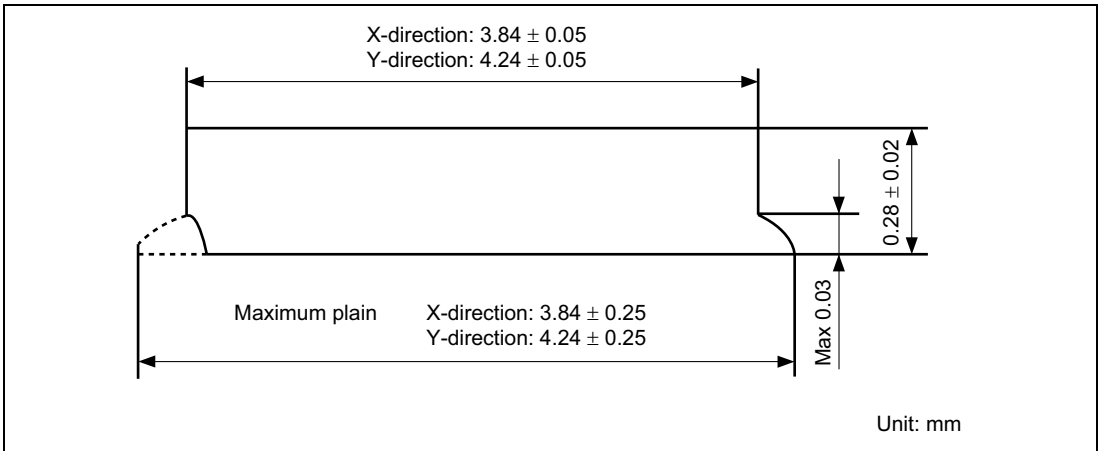 X-direction: 3.84 ± 0.05
Y-direction: 4.24 ± 0.05
0.28 ± 0.02
Max 0.03
Maximum plain X-direction: 3.84 ± 0.25
Y-direction: 4.24 ± 0.25
Unit: mm